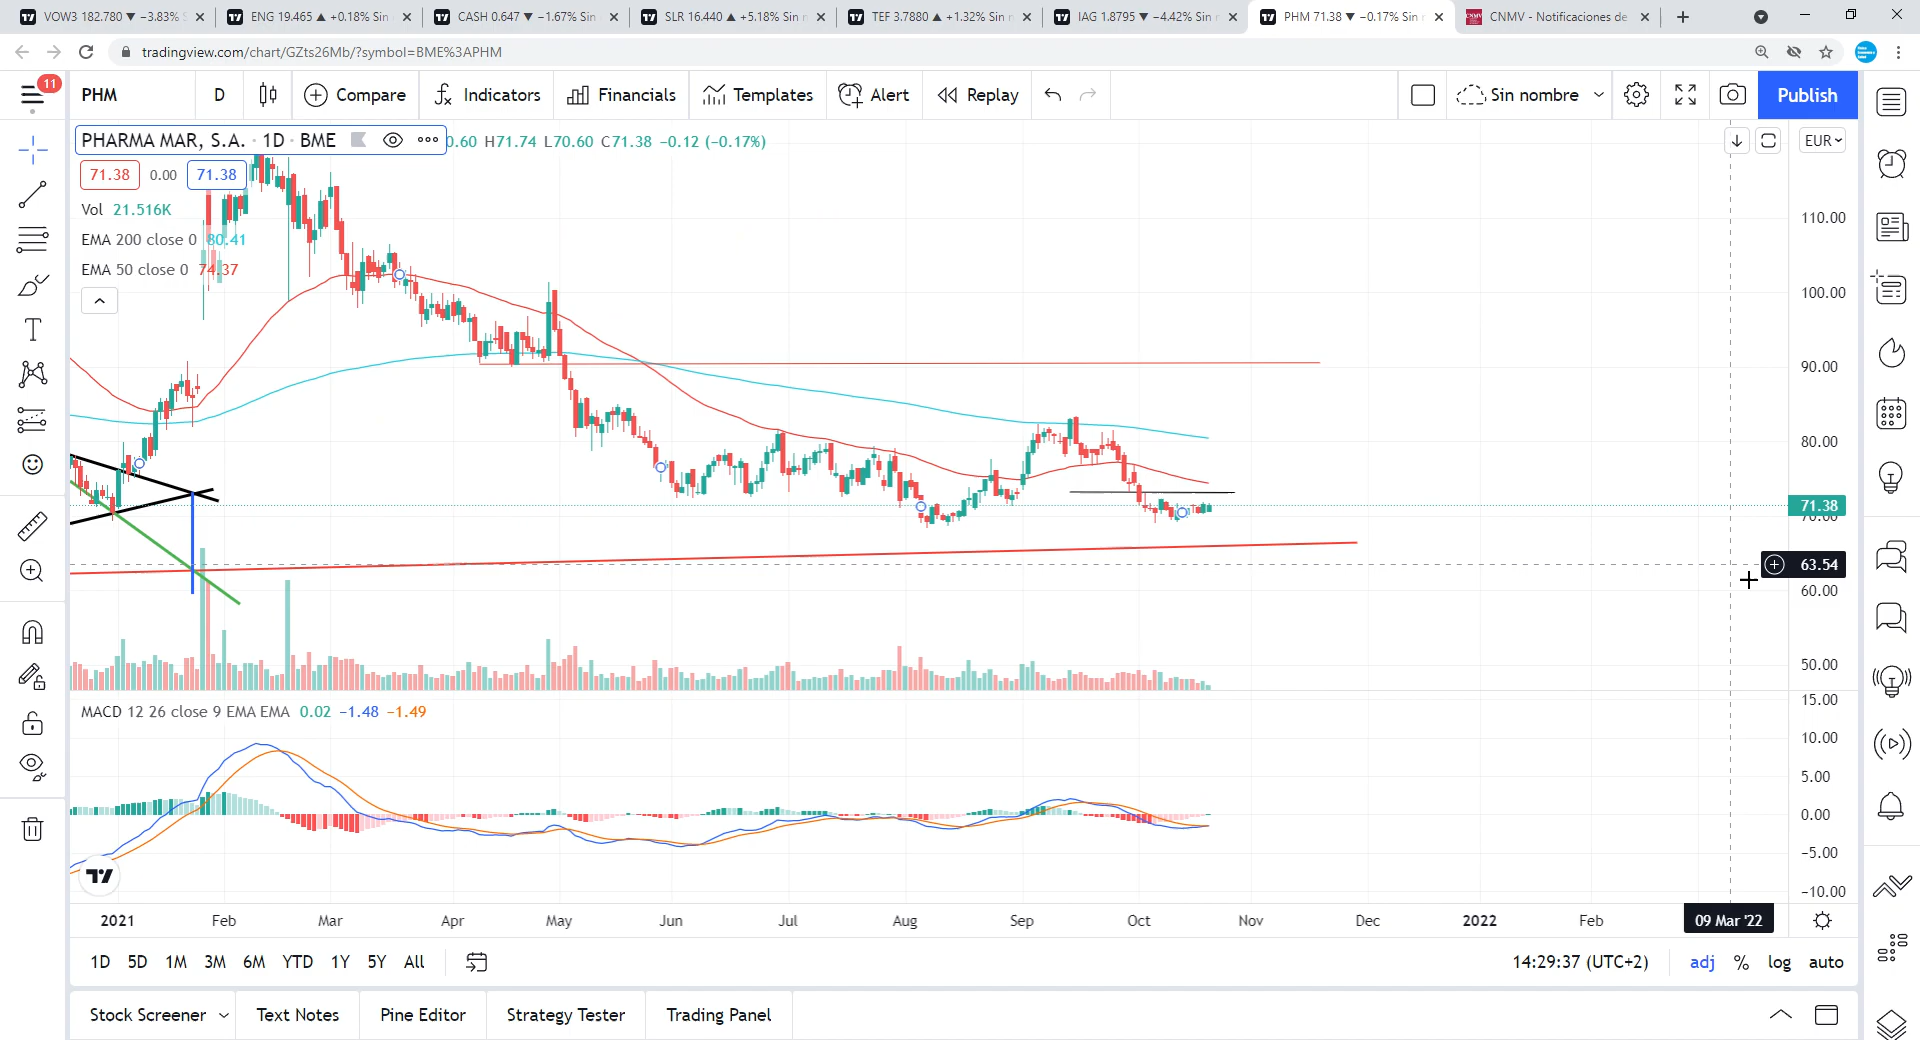 VOW3 182.780 ▼ −3.83% S
ENG 19.465 ▲ +0.18% Sin
CASH 0.647 ▼ −1.67% Sin
SLR 16.440 ▲ +5.18% Sin
TEF 3.7880 ▲ +1.32% Sin
IAG 1.8795 ▼ −4.42% Sin
PHM 71.38 ▼ −0.17% Sin
CNMV - Notificaciones de
tradingview.com/chart/GZts26Mb/?symbol=BME%3APHM
11
PHM
D
Compare
Indicators
Financials
Templates
Alert
Replay
Sin nombre
Publish
PHARMA MAR, S.A. · 1D · BME
0.60 H71.74 L70.60 C71.38 −0.12 (−0.17%)
EUR
71.38 0.00 71.38
Vol 21.516K
EMA 200 close 0 80.41
EMA 50 close 0 74.37
110.00
100.00
90.00
80.00
71.38
70.00
63.54
60.00
50.00
MACD 12 26 close 9 EMA EMA 0.02 −1.48 −1.49
15.00
10.00
5.00
0.00
−5.00
−10.00
2021 Feb Mar Apr May Jun Jul Aug Sep Oct Nov Dec 2022 Feb 09 Mar '22
1D 5D 1M 3M 6M YTD 1Y 5Y All
14:29:37 (UTC+2) adj % log auto
Stock Screener
Text Notes
Pine Editor
Strategy Tester
Trading Panel